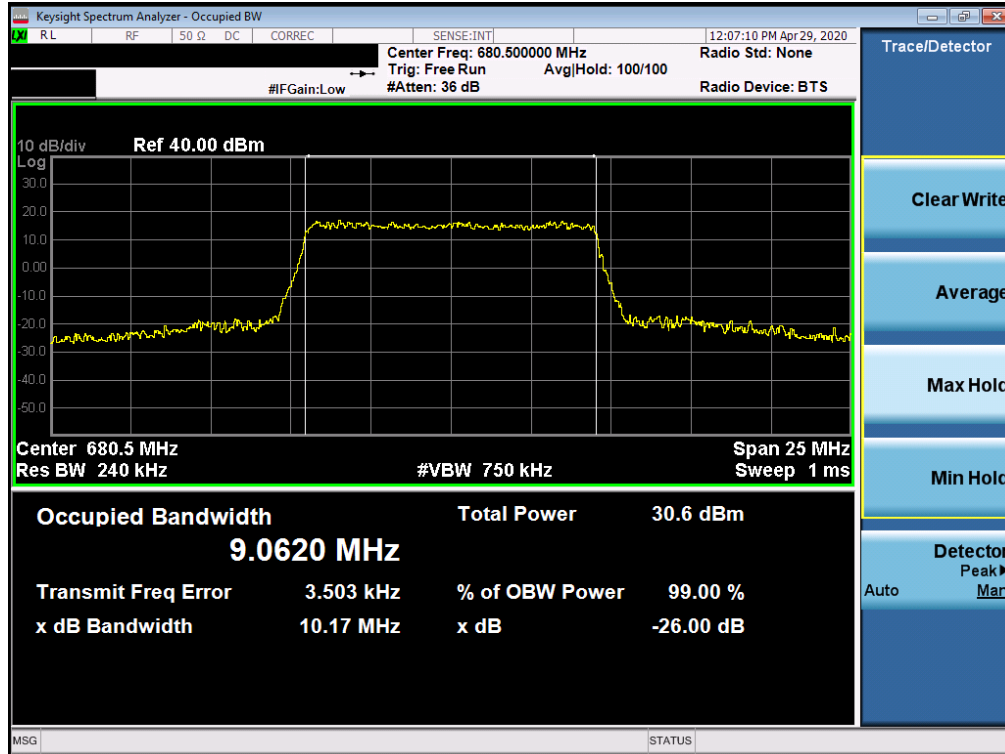 Keysight Spectrum Analyzer - Occupied BW
LXI RL RF 50 Ω DC CORREC SENSE:INT 12:07:10 PM Apr 29, 2020
Center Freq: 680.500000 MHz Radio Std: None
Trig: Free Run Avg|Hold: 100/100
#IFGain:Low #Atten: 36 dB Radio Device: BTS
Trace/Detector
10 dB/div Ref 40.00 dBm
Log
30.0
20.0
10.0
0.00
-10.0
-20.0
-30.0
-40.0
-50.0
Center 680.5 MHz Span 25 MHz
Res BW 240 kHz #VBW 750 kHz Sweep 1 ms
Occupied Bandwidth Total Power 30.6 dBm
9.0620 MHz
Transmit Freq Error 3.503 kHz % of OBW Power 99.00 %
x dB Bandwidth 10.17 MHz x dB -26.00 dB
Clear Write
Average
Max Hold
Min Hold
Detector
Peak
Auto Man
MSG STATUS